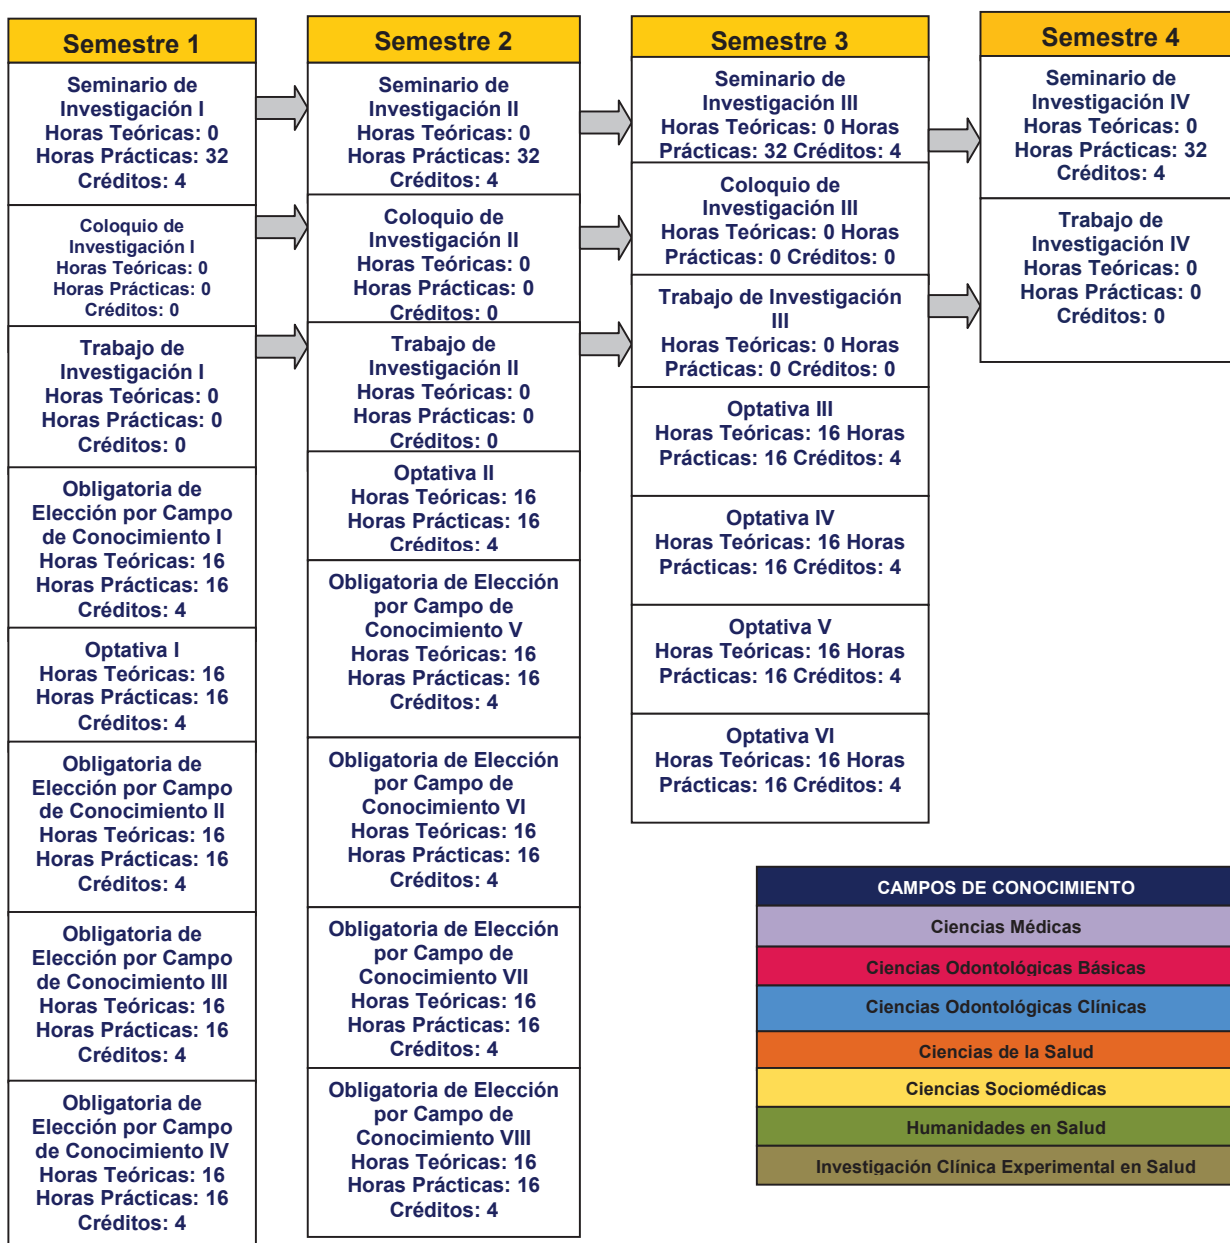 Semestre 1
Seminario de
Investigación I
Horas Teóricas: 0
Horas Prácticas: 32
Créditos: 4
Coloquio de
Investigación I
Horas Teóricas: 0
Horas Prácticas: 0
Créditos: 0
Trabajo de
Investigación I
Horas Teóricas: 0
Horas Prácticas: 0
Créditos: 0
Obligatoria de
Elección por Campo
de Conocimiento I
Horas Teóricas: 16
Horas Prácticas: 16
Créditos: 4
Optativa I
Horas Teóricas: 16
Horas Prácticas: 16
Créditos: 4
Obligatoria de
Elección por Campo
de Conocimiento II
Horas Teóricas: 16
Horas Prácticas: 16
Créditos: 4
Obligatoria de
Elección por Campo
de Conocimiento III
Horas Teóricas: 16
Horas Prácticas: 16
Créditos: 4
Obligatoria de
Elección por Campo
de Conocimiento IV
Horas Teóricas: 16
Horas Prácticas: 16
Créditos: 4
Semestre 2
Seminario de
Investigación II
Horas Teóricas: 0
Horas Prácticas: 32
Créditos: 4
Coloquio de
Investigación II
Horas Teóricas: 0
Horas Prácticas: 0
Créditos: 0
Trabajo de
Investigación II
Horas Teóricas: 0
Horas Prácticas: 0
Créditos: 0
Optativa II
Horas Teóricas: 16
Horas Prácticas: 16
Créditos: 4
Obligatoria de Elección
por Campo de
Conocimiento V
Horas Teóricas: 16
Horas Prácticas: 16
Créditos: 4
Obligatoria de Elección
por Campo de
Conocimiento VI
Horas Teóricas: 16
Horas Prácticas: 16
Créditos: 4
Obligatoria de Elección
por Campo de
Conocimiento VII
Horas Teóricas: 16
Horas Prácticas: 16
Créditos: 4
Obligatoria de Elección
por Campo de
Conocimiento VIII
Horas Teóricas: 16
Horas Prácticas: 16
Créditos: 4
Semestre 3
Seminario de
Investigación III
Horas Teóricas: 0 Horas
Prácticas: 32 Créditos: 4
Coloquio de
Investigación III
Horas Teóricas: 0 Horas
Prácticas: 0 Créditos: 0
Trabajo de Investigación
III
Horas Teóricas: 0 Horas
Prácticas: 0 Créditos: 0
Optativa III
Horas Teóricas: 16 Horas
Prácticas: 16 Créditos: 4
Optativa IV
Horas Teóricas: 16 Horas
Prácticas: 16 Créditos: 4
Optativa V
Horas Teóricas: 16 Horas
Prácticas: 16 Créditos: 4
Optativa VI
Horas Teóricas: 16 Horas
Prácticas: 16 Créditos: 4
Semestre 4
Seminario de
Investigación IV
Horas Teóricas: 0
Horas Prácticas: 32
Créditos: 4
Trabajo de
Investigación IV
Horas Teóricas: 0
Horas Prácticas: 0
Créditos: 0
CAMPOS DE CONOCIMIENTO
Ciencias Médicas
Ciencias Odontológicas Básicas
Ciencias Odontológicas Clínicas
Ciencias de la Salud
Ciencias Sociomédicas
Humanidades en Salud
Investigación Clínica Experimental en Salud